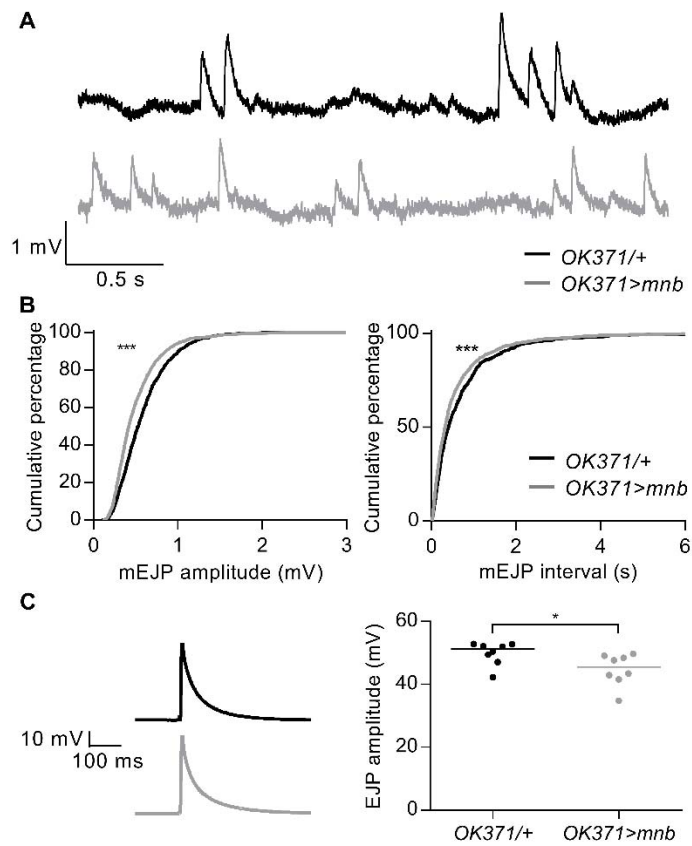 A
1 mV
0.5 s
OK371/+
OK371>mnb
B
Cumulative percentage
100
80
60
40
20
0
***
0 1 2 3
mEJP amplitude (mV)
Cumulative percentage
100
50
0
***
OK371/+
OK371>mnb
0 2 4 6
mEJP interval (s)
C
10 mV
100 ms
EJP amplitude (mV)
60
40
20
0
*
OK371/+ OK371>mnb